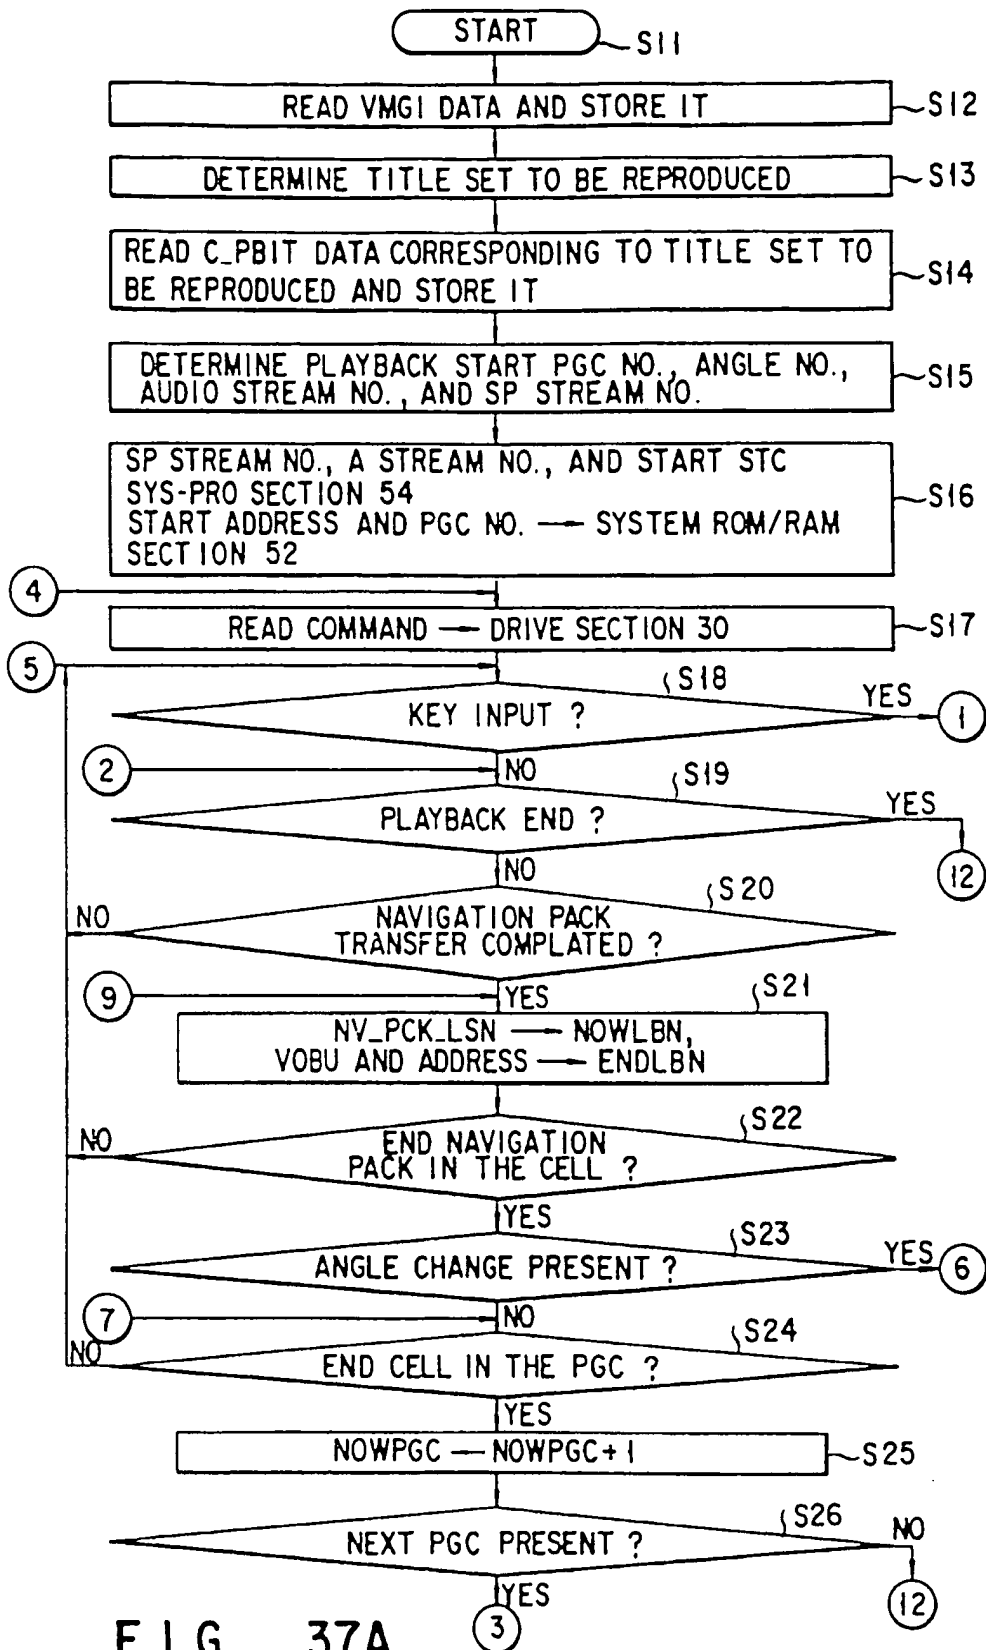 START
S11
READ VMGI DATA AND STORE IT
S12
DETERMINE TITLE SET TO BE REPRODUCED
S13
READ C_PBIT DATA CORRESPONDING TO TITLE SET TO
BE REPRODUCED AND STORE IT
S14
DETERMINE PLAYBACK START PGC NO., ANGLE NO.,
AUDIO STREAM NO., AND SP STREAM NO.
S15
SP STREAM NO., A STREAM NO., AND START STC
SYS-PRO SECTION 54
START ADDRESS AND PGC NO. → SYSTEM ROM/RAM
SECTION 52
S16
4
READ COMMAND → DRIVE SECTION 30
S17
5
S18
KEY INPUT ?
YES
1
2
NO
S19
PLAYBACK END ?
YES
12
NO
S20
NO
NAVIGATION PACK
TRANSFER COMPLATED ?
9
YES
S21
NV_PCK_LSN → NOWLBN,
VOBU AND ADDRESS → ENDLBN
S22
NO
END NAVIGATION
PACK IN THE CELL ?
YES
S23
ANGLE CHANGE PRESENT ?
YES
6
7
NO
S24
NO
END CELL IN THE PGC ?
YES
NOWPGC — NOWPGC+1
S25
S26
NEXT PGC PRESENT ?
NO
12
YES
3
FIG. 37A